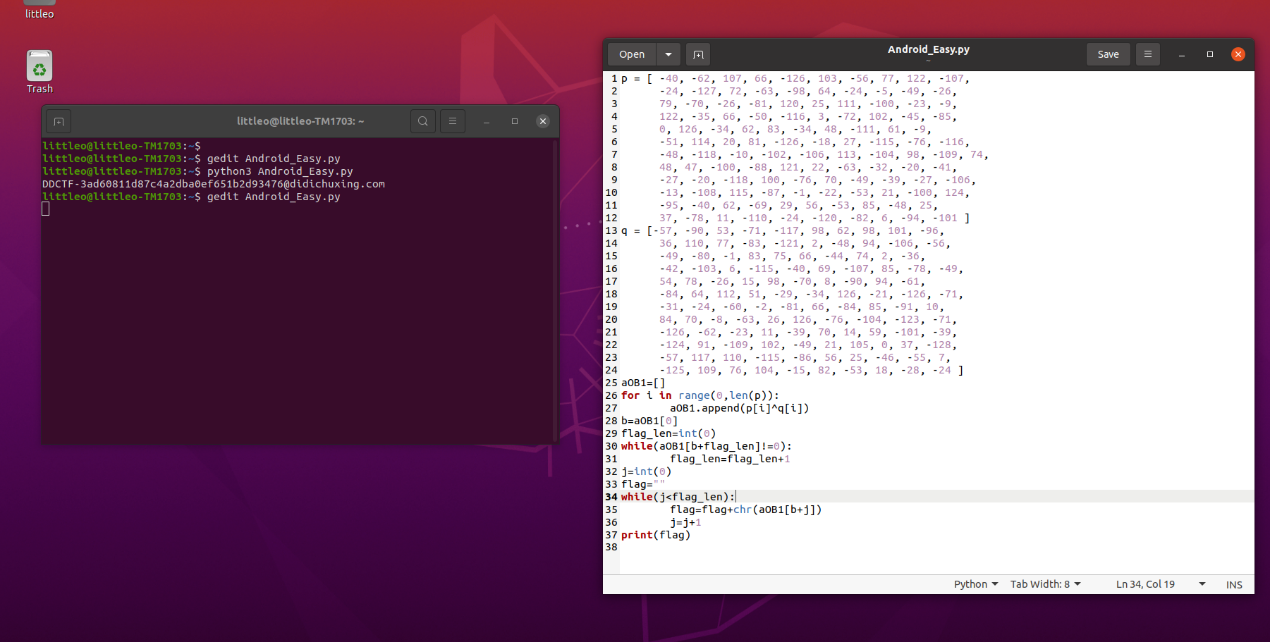 littleo
Trash
littleo@littleo-TM1703: ~
littleo@littleo-TM1703:~$
littleo@littleo-TM1703:~$ gedit Android_Easy.py
littleo@littleo-TM1703:~$ python3 Android_Easy.py
DDCTF-3ad60811d87c4a2dba0ef651b2d93476@didichuxing.com
littleo@littleo-TM1703:~$ gedit Android_Easy.py
Open
Android_Easy.py
~
Save
1 p = [ -40, -62, 107, 66, -126, 103, -56, 77, 122, -107,
2 -24, -127, 72, -63, -98, 64, -24, -5, -49, -26,
3 79, -70, -26, -81, 120, 25, 111, -100, -23, -9,
4 122, -35, 66, -50, -116, 3, -72, 102, -45, -85,
5 0, 126, -34, 62, 83, -34, 48, -111, 61, -9,
6 -51, 114, 20, 81, -126, -18, 27, -115, -76, -116,
7 -48, -118, -10, -102, -106, 113, -104, 98, -109, 74,
8 48, 47, -100, -88, 121, 22, -63, -32, -20, -41,
9 -27, -20, -118, 100, -76, 70, -49, -39, -27, -106,
10 -13, -108, 115, -87, -1, -22, -53, 21, -100, 124,
11 -95, -40, 62, -69, 29, 56, -53, 85, -48, 25,
12 37, -78, 11, -110, -24, -120, -82, 6, -94, -101 ]
13 q = [-57, -90, 53, -71, -117, 98, 62, 98, 101, -96,
14 36, 110, 77, -83, -121, 2, -48, 94, -106, -56,
15 -49, -80, -1, 83, 75, 66, -44, 74, 2, -36,
16 -42, -103, 6, -115, -40, 69, -107, 85, -78, -49,
17 54, 78, -26, 15, 98, -70, 8, -90, 94, -61,
18 -84, 64, 112, 51, -29, -34, 126, -21, -126, -71,
19 -31, -24, -60, -2, -81, 66, -84, 85, -91, 10,
20 84, 70, -8, -63, 26, 126, -76, -104, -123, -71,
21 -126, -62, -23, 11, -39, 70, 14, 59, -101, -39,
22 -124, 91, -109, 102, -49, 21, 105, 0, 37, -128,
23 -57, 117, 110, -115, -86, 56, 25, -46, -55, 7,
24 -125, 109, 76, 104, -15, 82, -53, 18, -28, -24 ]
25 aOB1=[]
26 for i in range(0,len(p)):
27 aOB1.append(p[i]^q[i])
28 b=aOB1[0]
29 flag_len=int(0)
30 while(aOB1[b+flag_len]!=0):
31 flag_len=flag_len+1
32 j=int(0)
33 flag=""
34 while(j<flag_len):
35 flag=flag+chr(aOB1[b+j])
36 j=j+1
37 print(flag)
38
Python Tab Width: 8 Ln 34, Col 19 INS